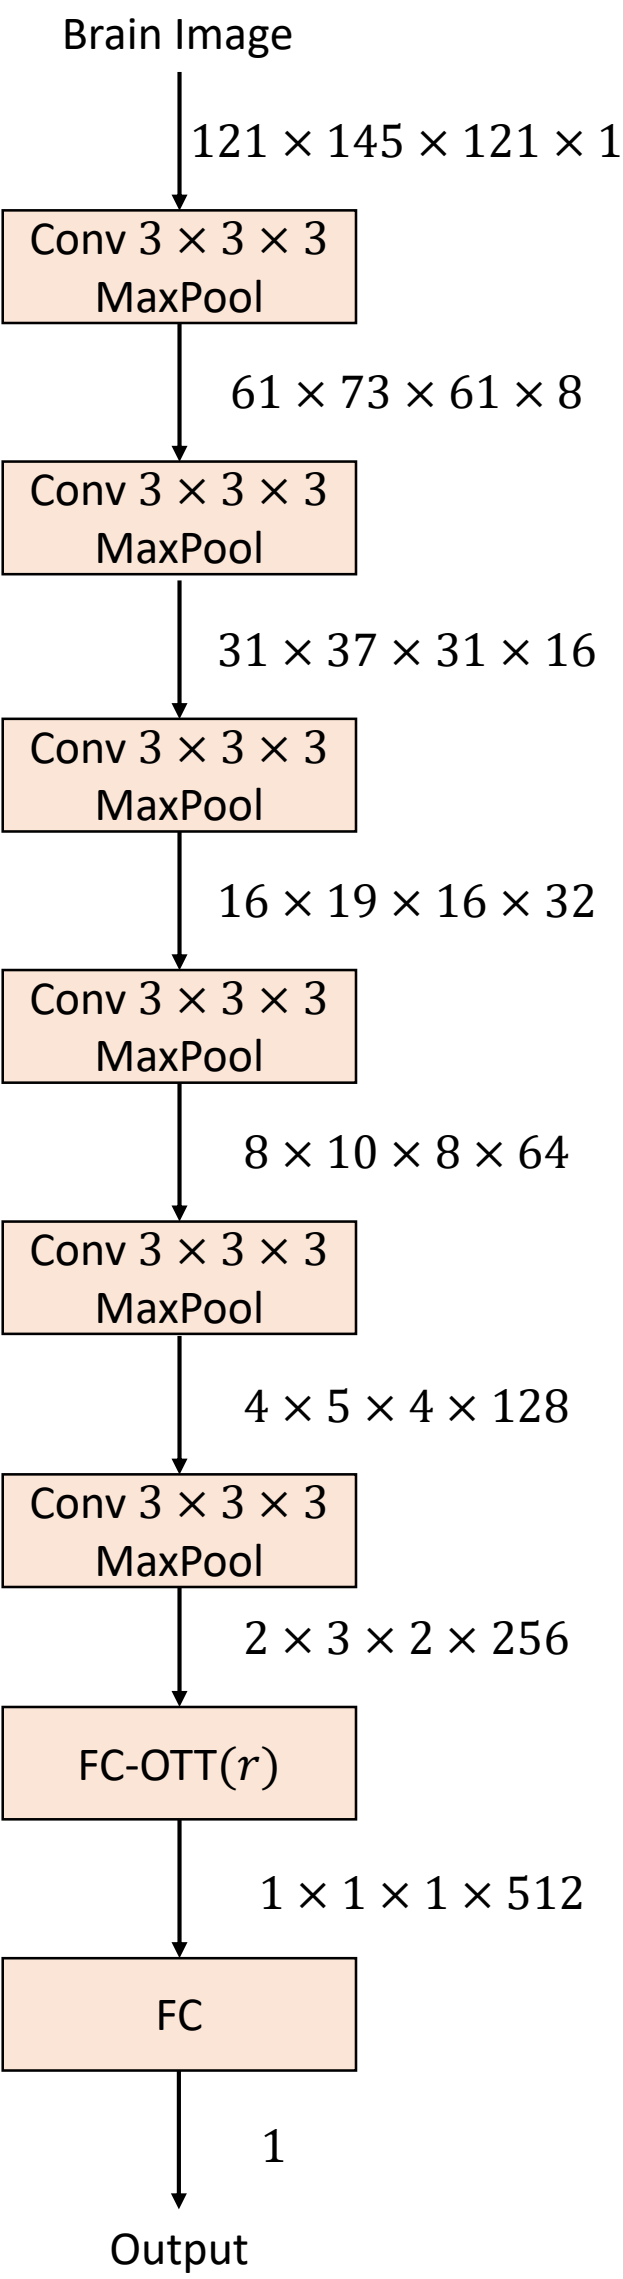 Brain Image
121 × 145 × 121 × 1
Conv 3 × 3 × 3
MaxPool
61 × 73 × 61 × 8
Conv 3 × 3 × 3
MaxPool
31 × 37 × 31 × 16
Conv 3 × 3 × 3
MaxPool
16 × 19 × 16 × 32
Conv 3 × 3 × 3
MaxPool
8 × 10 × 8 × 64
Conv 3 × 3 × 3
MaxPool
4 × 5 × 4 × 128
Conv 3 × 3 × 3
MaxPool
2 × 3 × 2 × 256
FC-OTT(𝑟)
1 × 1 × 1 × 512
FC
1
Output